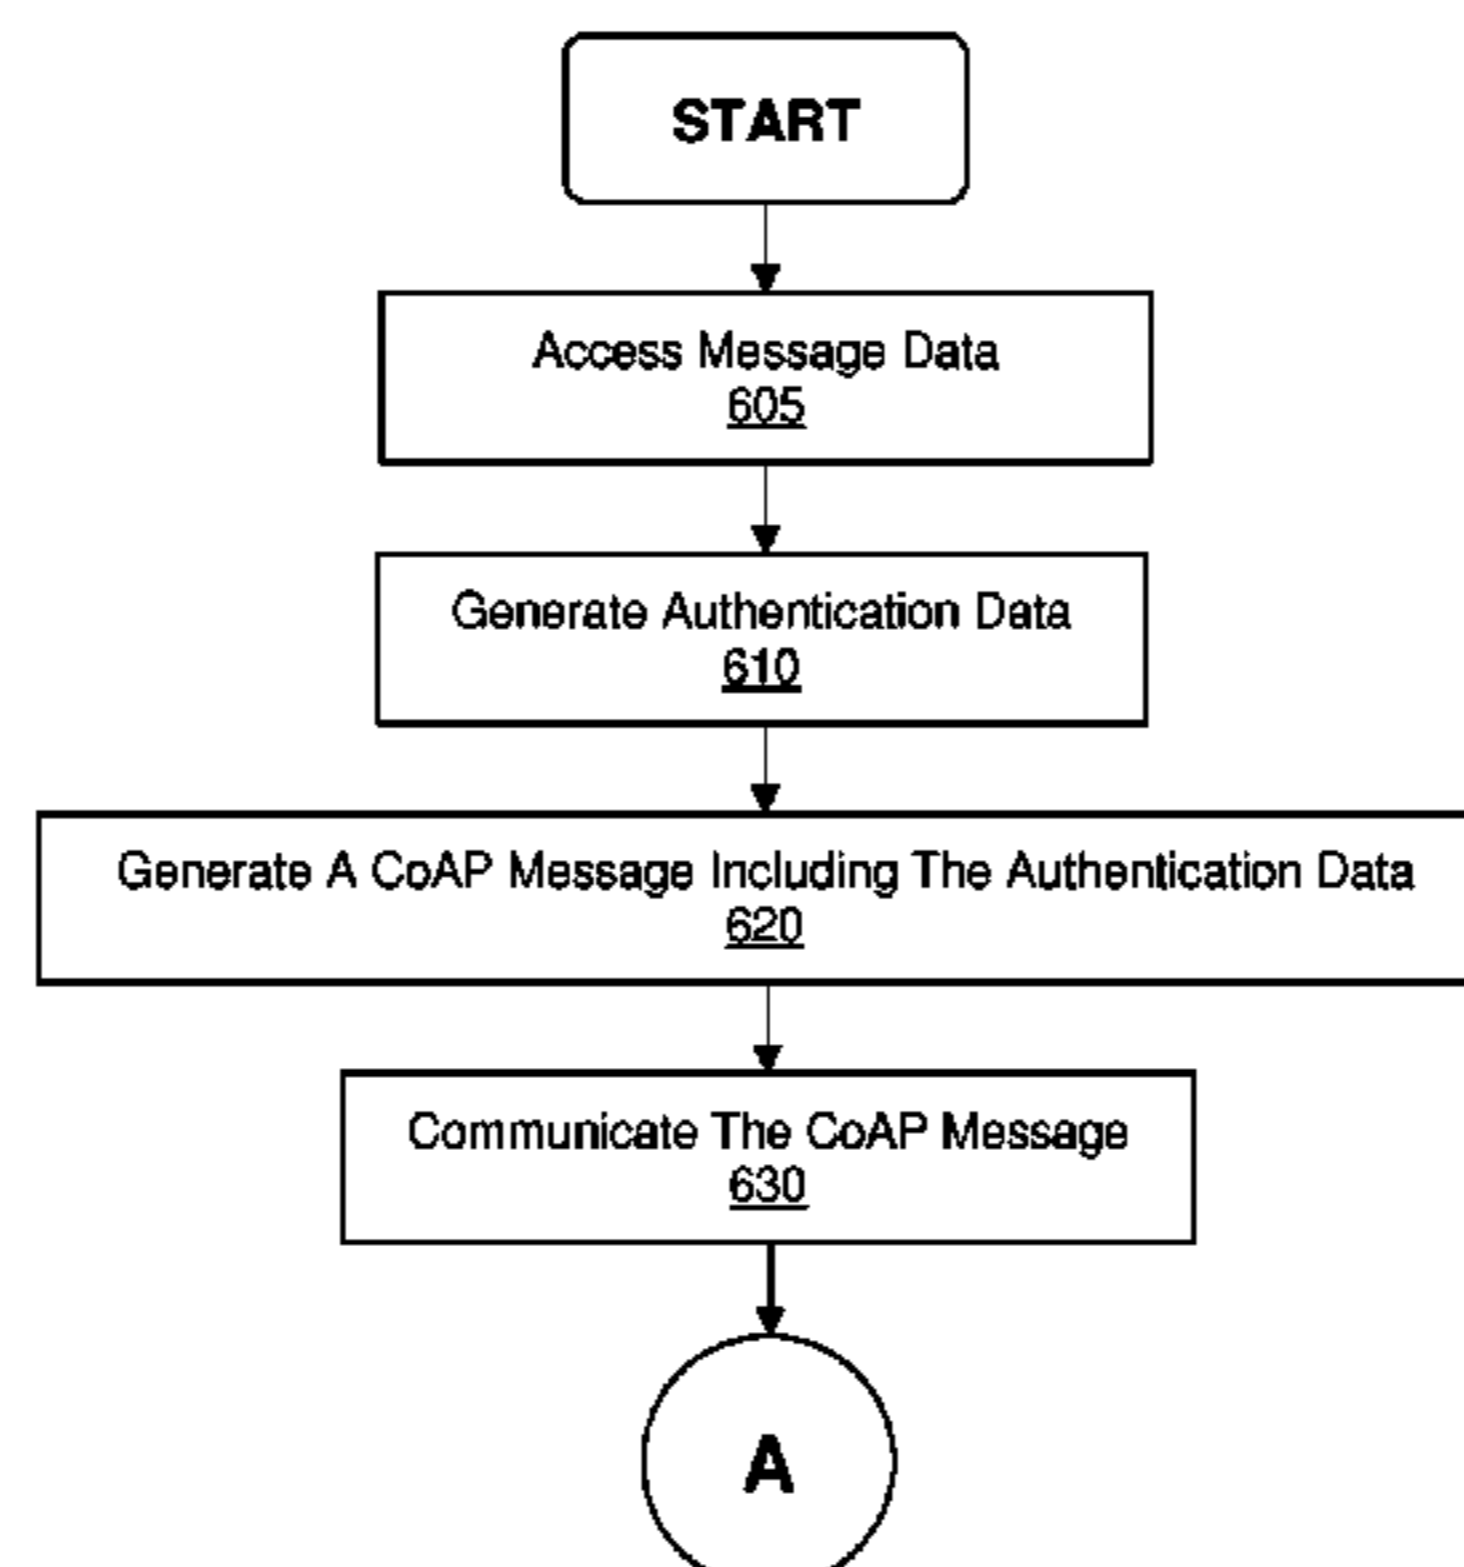 START
Access Message Data
605
Generate Authentication Data
610
Generate A CoAP Message Including The Authentication Data
620
Communicate The CoAP Message
630
A